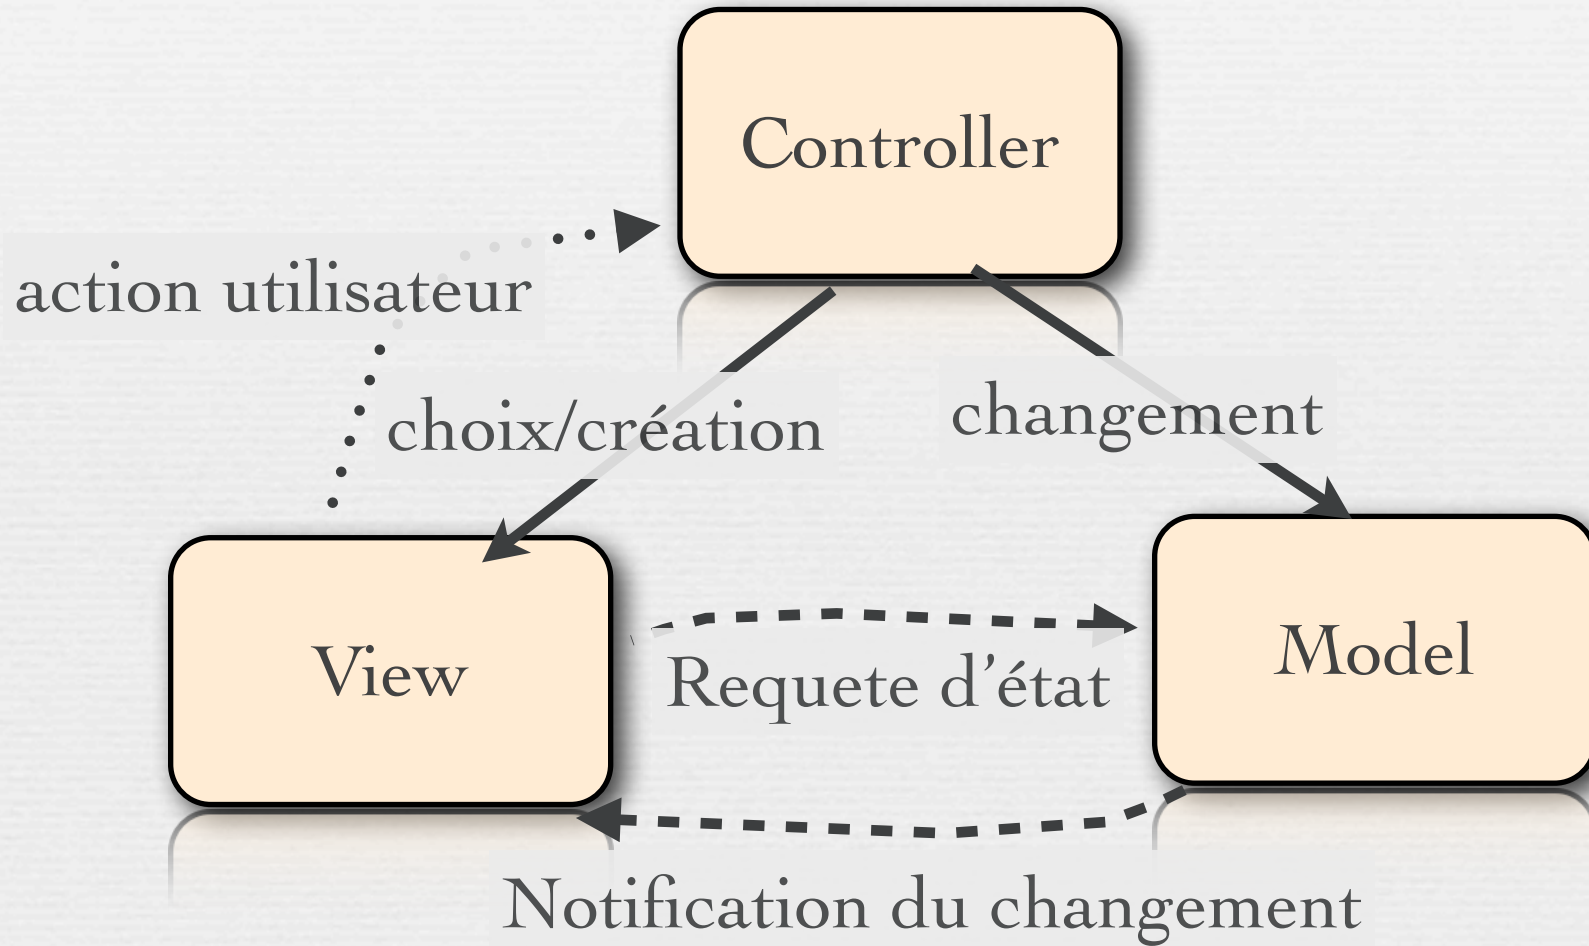 Controller
action utilisateur
choix/création
changement
View
Requete d’état
Model
Notification du changement